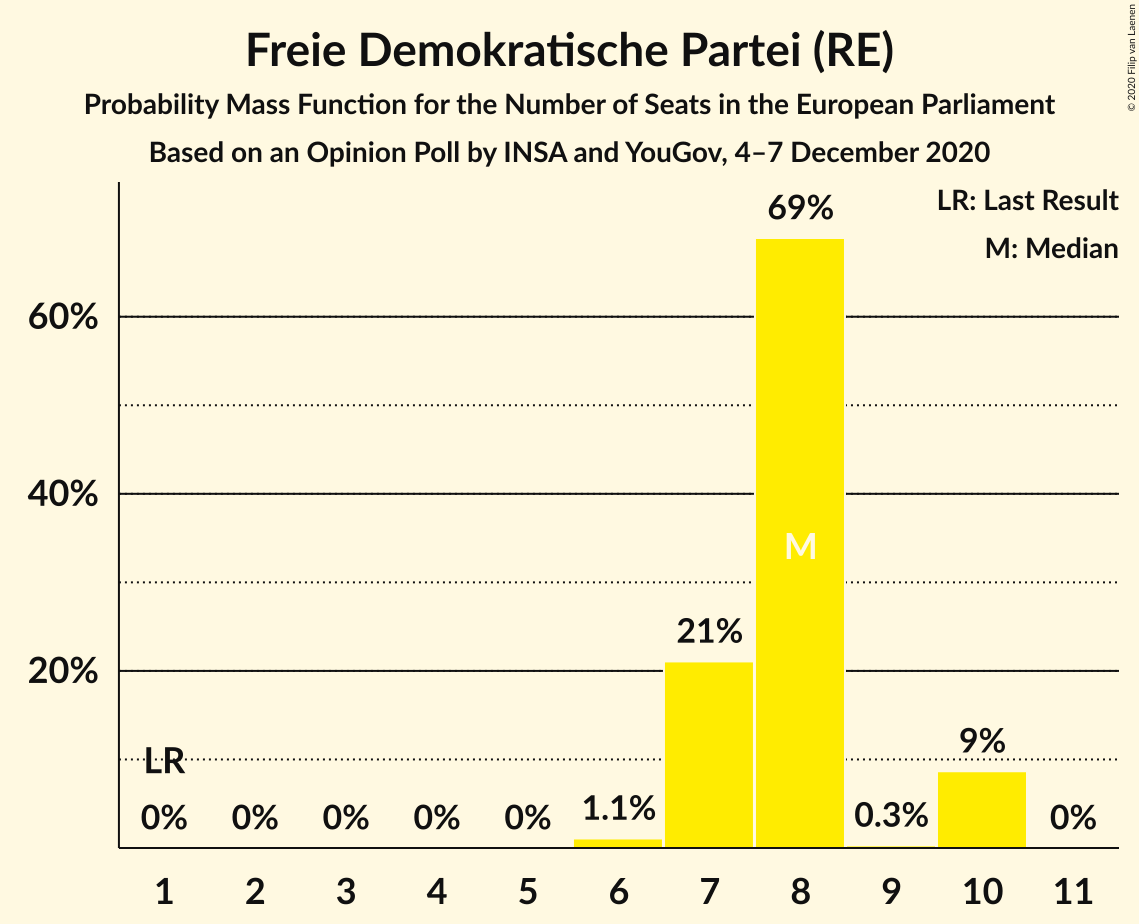 Freie Demokratische Partei (RE)
Probability Mass Function for the Number of Seats in the European Parliament
Based on an Opinion Poll by INSA and YouGov, 4–7 December 2020
© 2020 Filip van Laenen
LR: Last Result
M: Median
69%
60%
40%
M
21%
20%
LR
9%
0% 0% 0% 0% 0% 1.1% 0.3% 0%
1 2 3 4 5 6 7 8 9 10 11